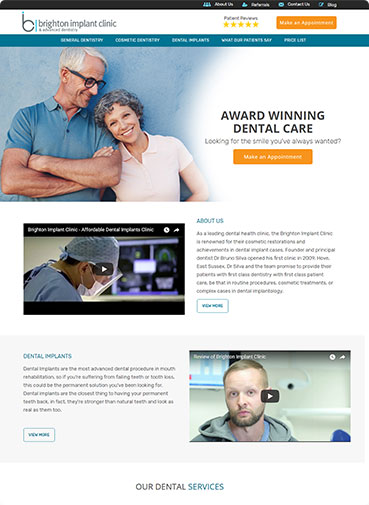 About Us Referrals Contact Us Blog
bc brighton implant clinic
& advanced dentistry
Patient Reviews
Make an Appointment
GENERAL DENTISTRY COSMETIC DENTISTRY DENTAL IMPLANTS WHAT OUR PATIENTS SAY PRICE LIST
AWARD WINNING
DENTAL CARE
Looking for the smile you've always wanted?
Make an Appointment
Brighton Implant Clinic - Affordable Dental Implants Clinic
ABOUT US
As a leading dental health clinic, the Brighton Implant Clinic
is renowned for their cosmetic restorations and
achievements in dental implant cases. Founder and principal
dentist Dr Bruno Silva opened his first clinic in 2009; Hove,
East Sussex. Dr Silva and the team promise to provide their
patients with first class dentistry with first class patient
care, be that in routine procedures, cosmetic treatments, or
complex cases in dental implantology.
VIEW MORE
DENTAL IMPLANTS
Dental Implants are the most advanced dental procedure in mouth
rehabilitation, so if you're suffering from failing teeth or tooth loss,
this could be the permanent solution you've been looking for.
Dental implants are the closest thing to having your permanent
teeth back, in fact, they're stronger than natural teeth and look as
real as them too.
VIEW MORE
Review of Brighton Implant Clinic
OUR DENTAL SERVICES